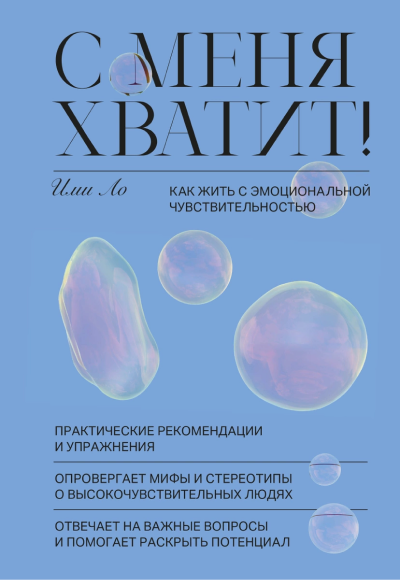 С МЕНЯ
ХВАТИТ!
Ими Ло
КАК ЖИТЬ С ЭМОЦИОНАЛЬНОЙ
ЧУВСТВИТЕЛЬНОСТЬЮ
ПРАКТИЧЕСКИЕ РЕКОМЕНДАЦИИ
И УПРАЖНЕНИЯ
ОПРОВЕРГАЕТ МИФЫ И СТЕРЕОТИПЫ
О ВЫСОКОЧУВСТВИТЕЛЬНЫХ ЛЮДЯХ
ОТВЕЧАЕТ НА ВАЖНЫЕ ВОПРОСЫ
И ПОМОГАЕТ РАСКРЫТЬ ПОТЕНЦИАЛ